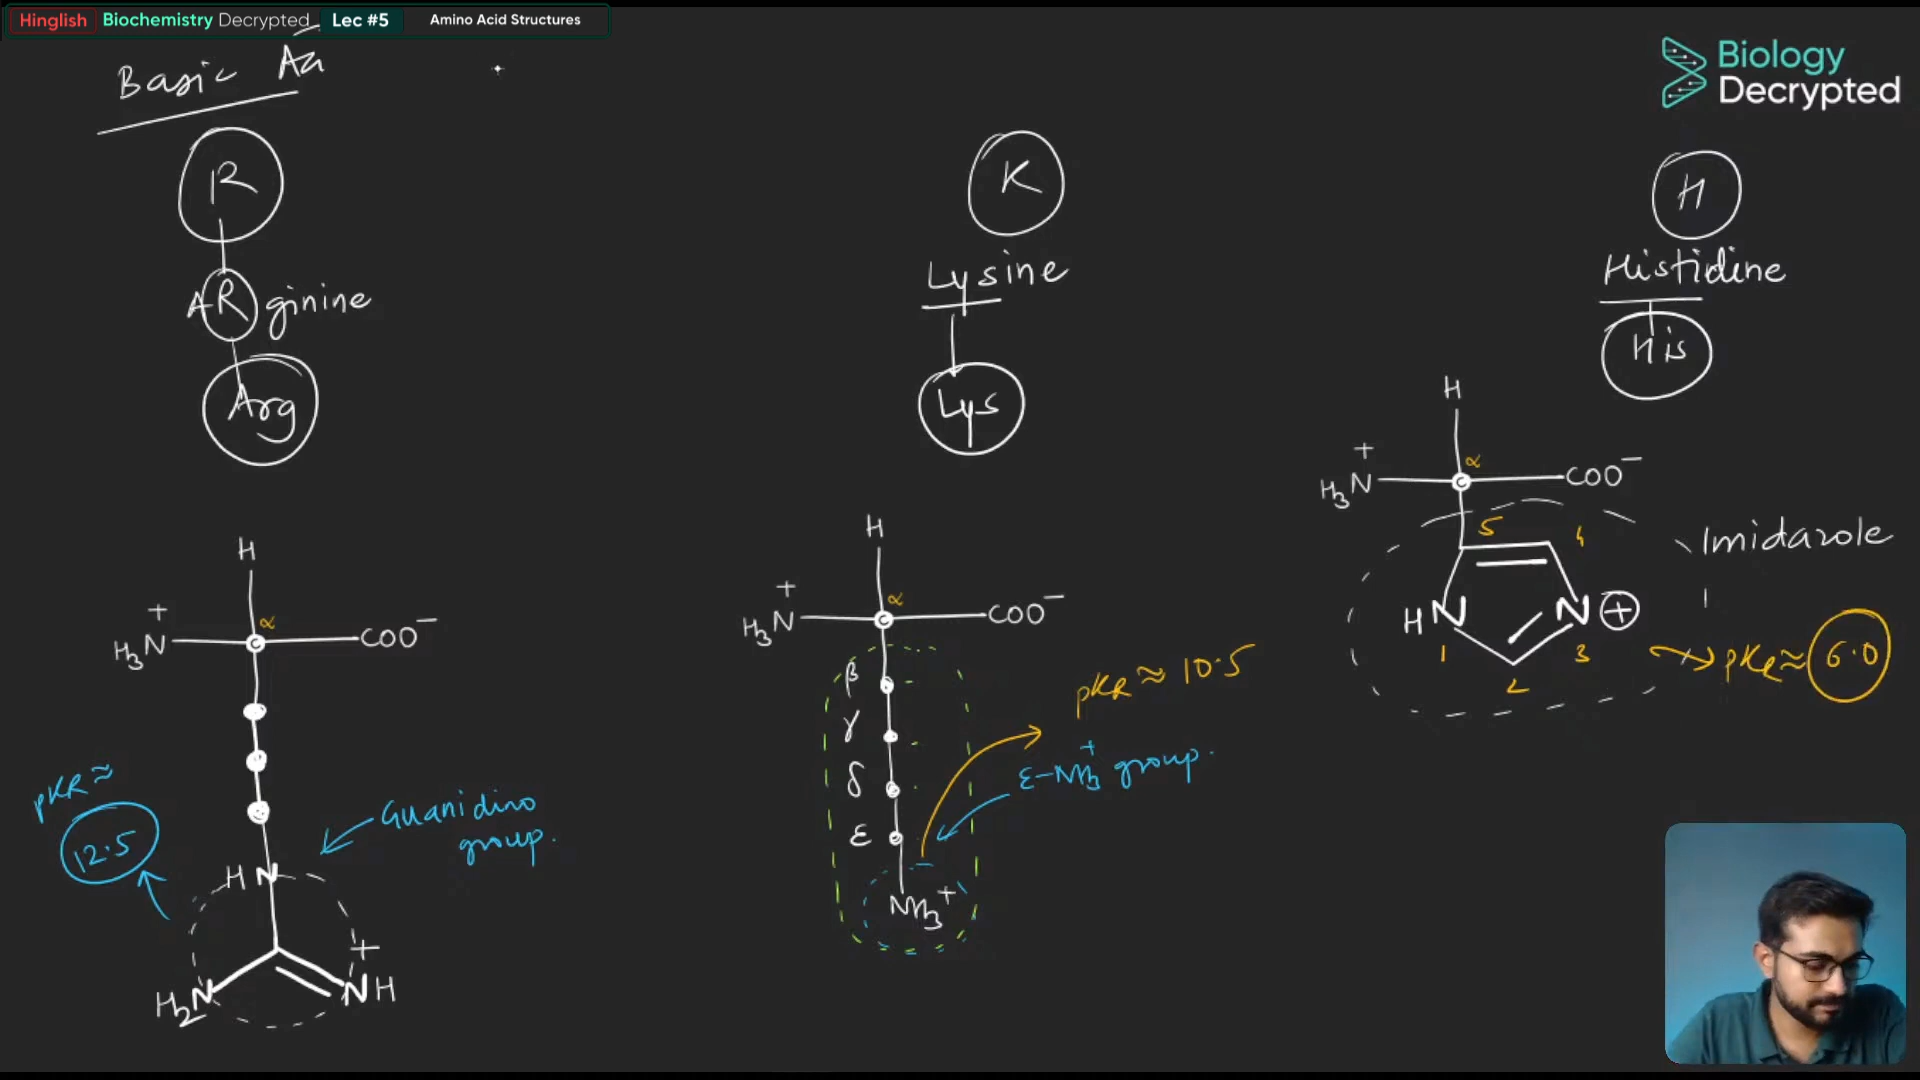 Hinglish Biochemistry Decrypted Lec #5 Amino Acid Structures
Biology
Decrypted
Basic Aa
R
ARginine
Arg
H
H₃N⁺ C α COO⁻
pKR ≈
12.5
Guanidino
group.
HN
H₂N
+
NH
K
Lysine
Lys
H
H₃N⁺ C α COO⁻
β
γ
δ
ε
NH₃⁺
pKR ≈ 10.5
ε-NH₃⁺ group.
H
Histidine
His
H
H₃N⁺ C α COO⁻
5 4
HN N +
1 3
2
Imidazole
pKR ≈ 6.0